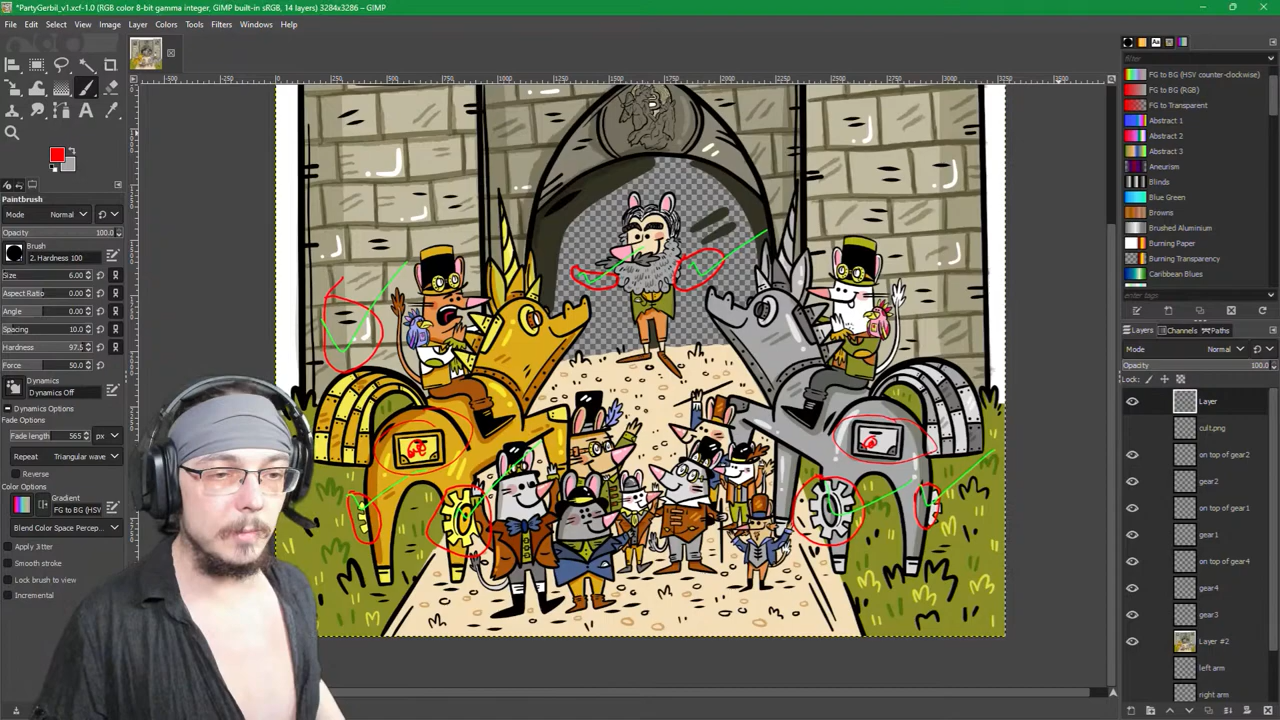 *PartyGerbil_v1.xcf-1.0 (RGB color 8-bit gamma integer, GIMP built-in sRGB, 14 layers) 3284x3286 – GIMP
File Edit Select View Image Layer Colors Tools Filters Windows Help
Paintbrush
Mode Normal
Opacity 100.0
Brush
2. Hardness 100
Size 6.00
Aspect Ratio 0.00
Angle 0.00
Spacing 10.0
Hardness 97.5
Force 50.0
Dynamics
Dynamics Off
Dynamics Options
Fade length 565 px
Repeat Triangular wave
Reverse
Color Options
Gradient
FG to BG (HSV
Blend Color Space Percep...
Apply Jitter
Smooth stroke
Lock brush to view
Incremental
filter
FG to BG (HSV counter-clockwise)
FG to BG (RGB)
FG to Transparent
Abstract 1
Abstract 2
Abstract 3
Aneurism
Blinds
Blue Green
Browns
Brushed Aluminium
Burning Paper
Burning Transparency
Caribbean Blues
enter tags
Layers Channels Paths
Mode Normal
Opacity 100.0
Lock:
Layer
cult.png
on top of gear2
gear2
on top of gear1
gear1
on top of gear4
gear4
gear3
Layer #2
left arm
right arm